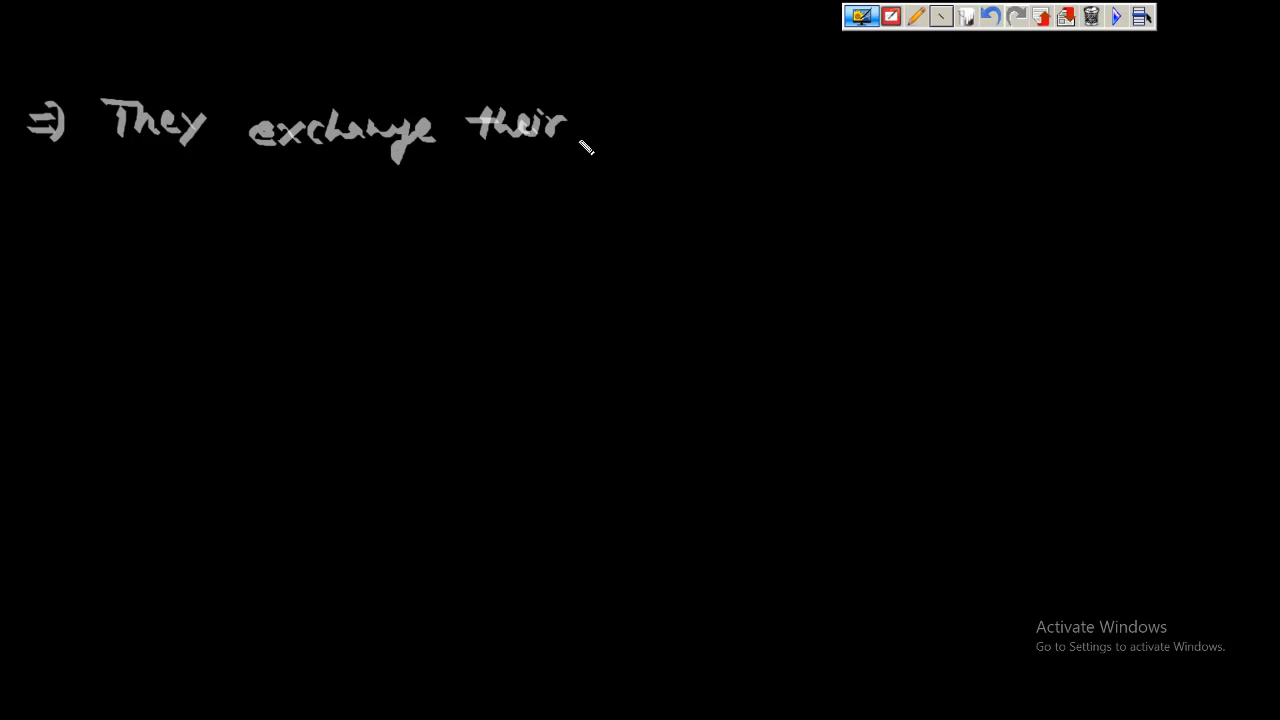 ⇒ They exchange their
Activate Windows
Go to Settings to activate Windows.